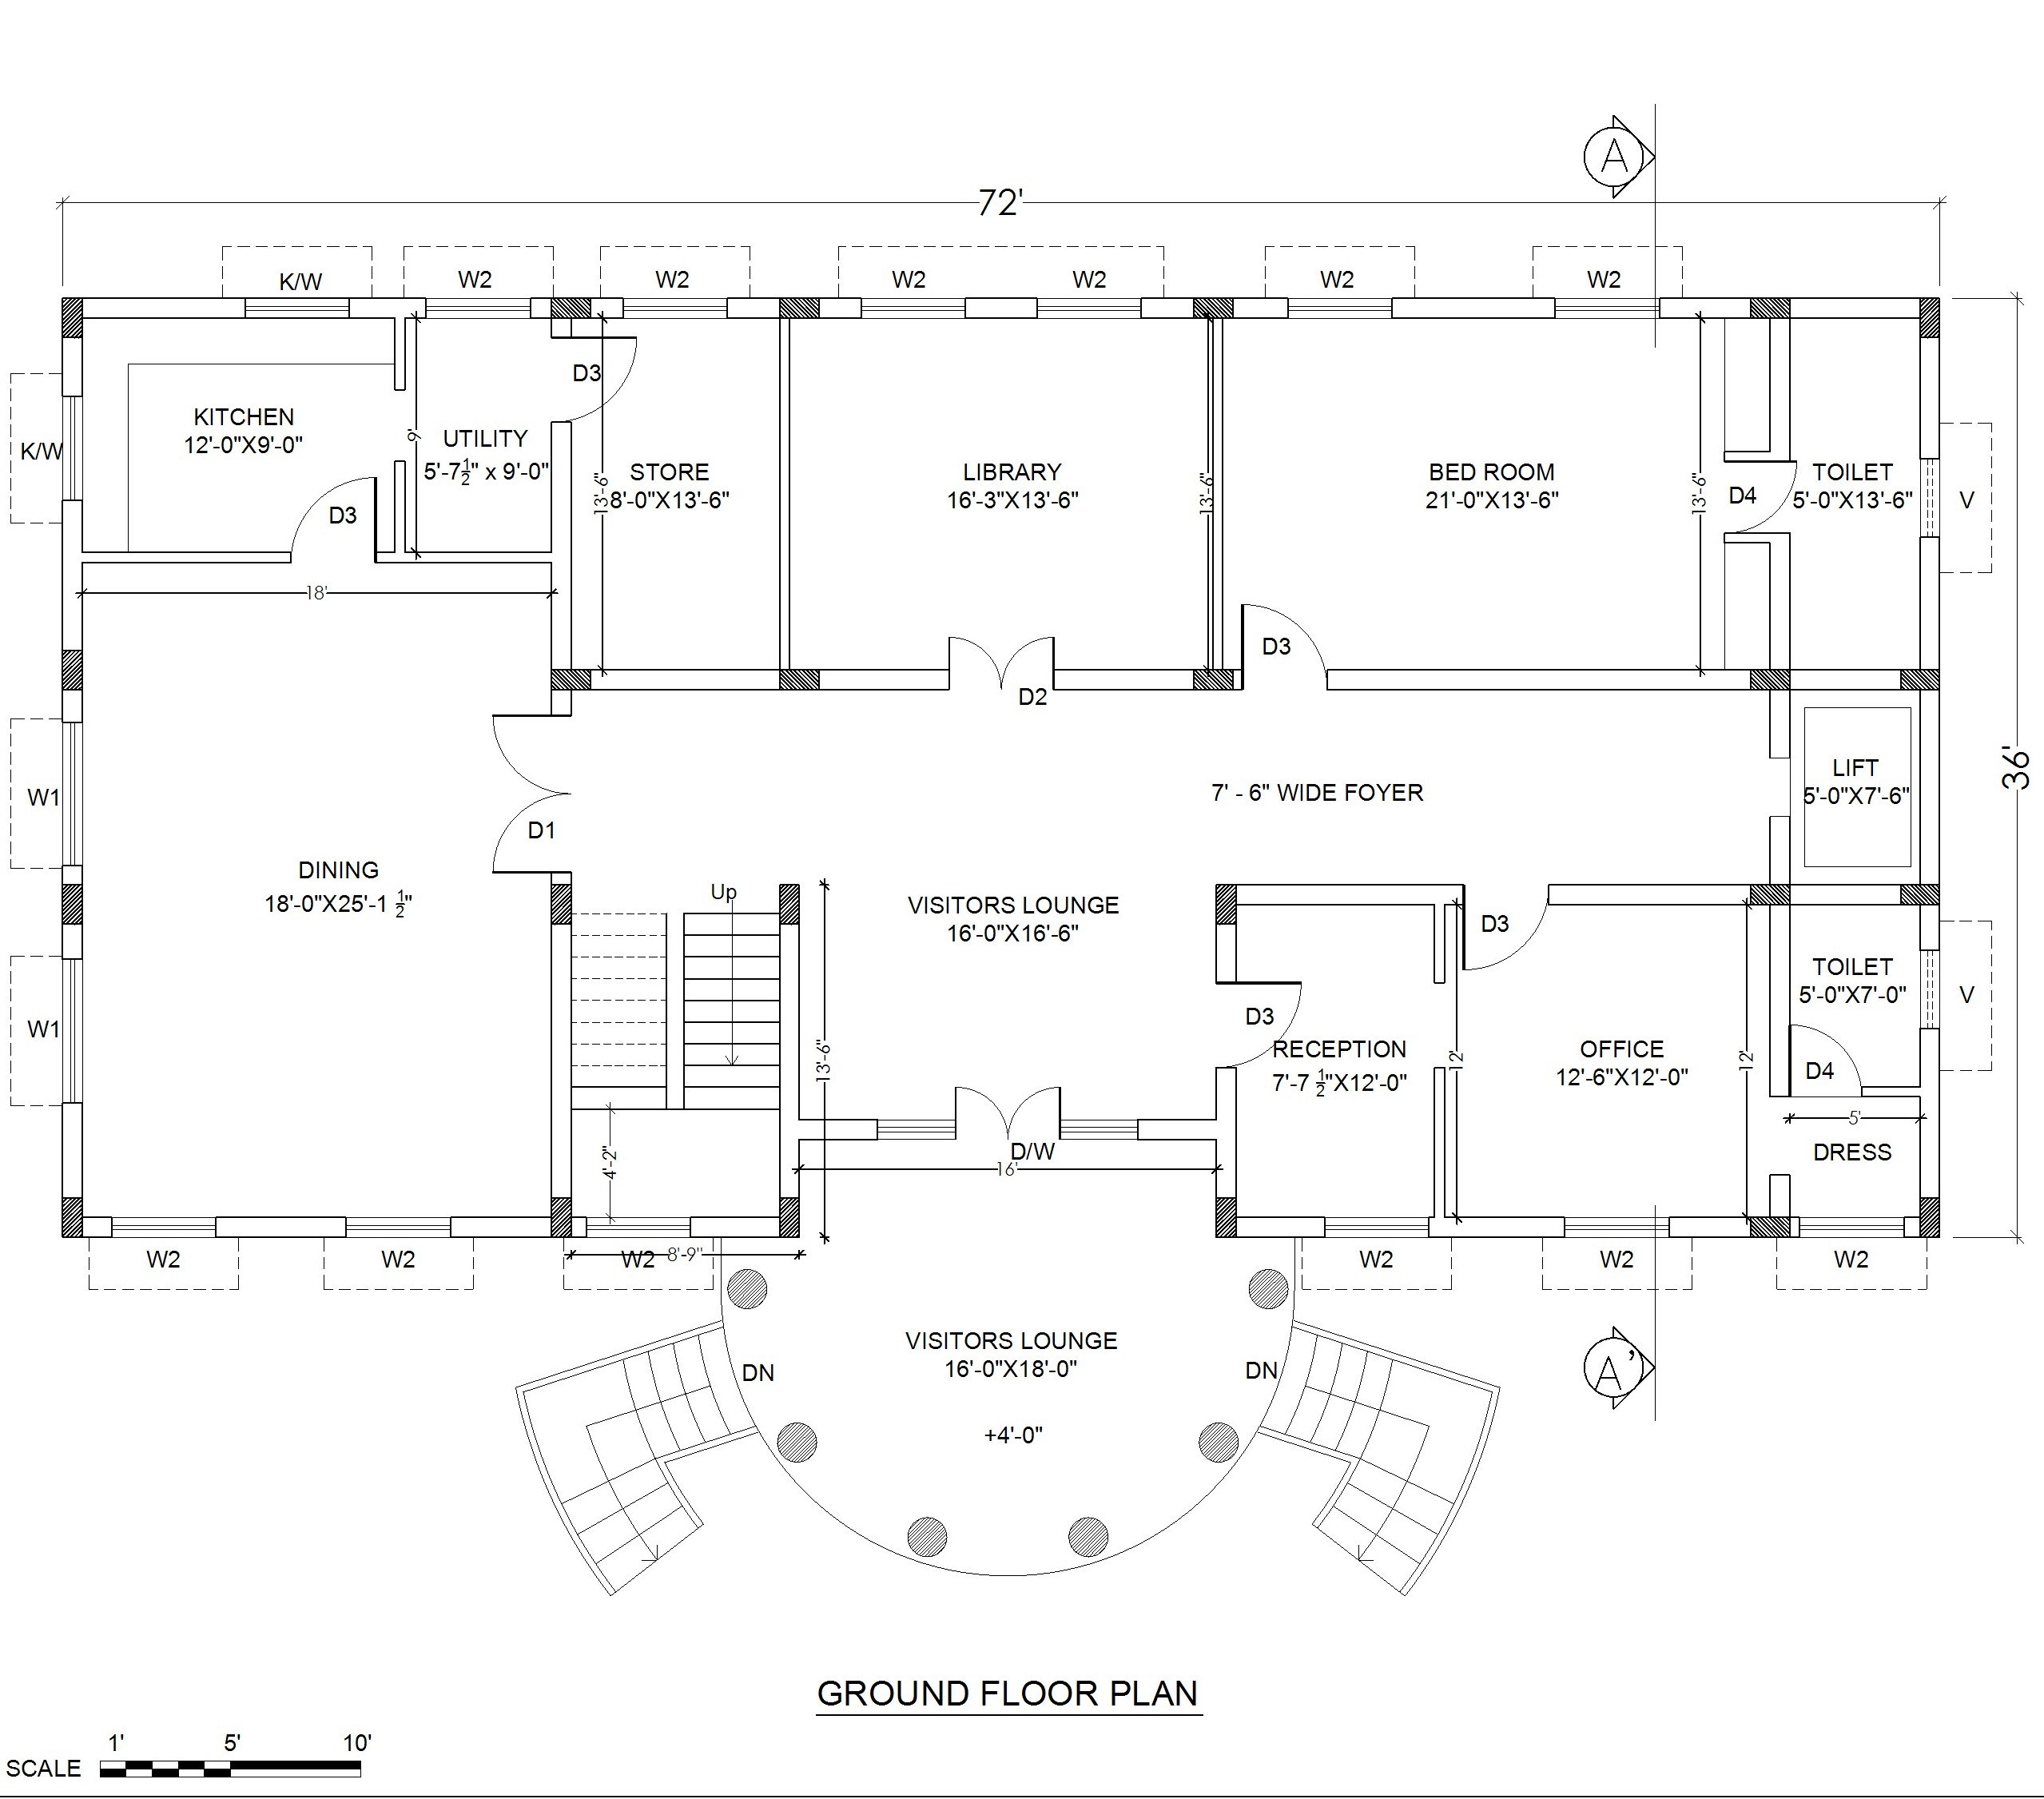 A
72'
K/W
W2
W2
W2
W2
W2
W2
D3
KITCHEN
12'-0"X9'-0"
K/W
9'
UTILITY
5'-7½" x 9'-0"
STORE
8'-0"X13'-6"
13'-6"
LIBRARY
16'-3"X13'-6"
13'-6"
BED ROOM
21'-0"X13'-6"
13'-6"
D4
TOILET
5'-0"X13'-6"
V
D3
18'
D3
D2
36'
W1
D1
7' - 6" WIDE FOYER
LIFT
5'-0"X7'-6"
DINING
18'-0"X25'-1 ½"
Up
VISITORS LOUNGE
16'-0"X16'-6"
D3
TOILET
5'-0"X7'-0"
V
W1
D3
13'-6"
RECEPTION
7'-7 ½"X12'-0"
12'
OFFICE
12'-6"X12'-0"
12'
D4
5'
DRESS
4'-2"
D/W
16'
W2
W2
W2
8'-9"
W2
W2
W2
VISITORS LOUNGE
16'-0"X18'-0"
DN
DN
A'
+4'-0"
GROUND FLOOR PLAN
1'
5'
10'
SCALE